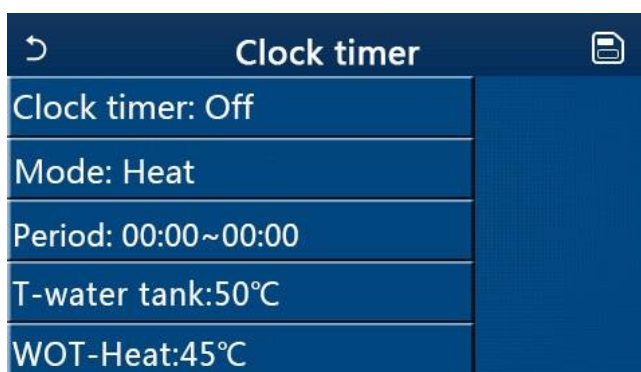 Clock timer
Clock timer: Off
Mode: Heat
Period: 00:00~00:00
T-water tank:50℃
WOT-Heat:45℃